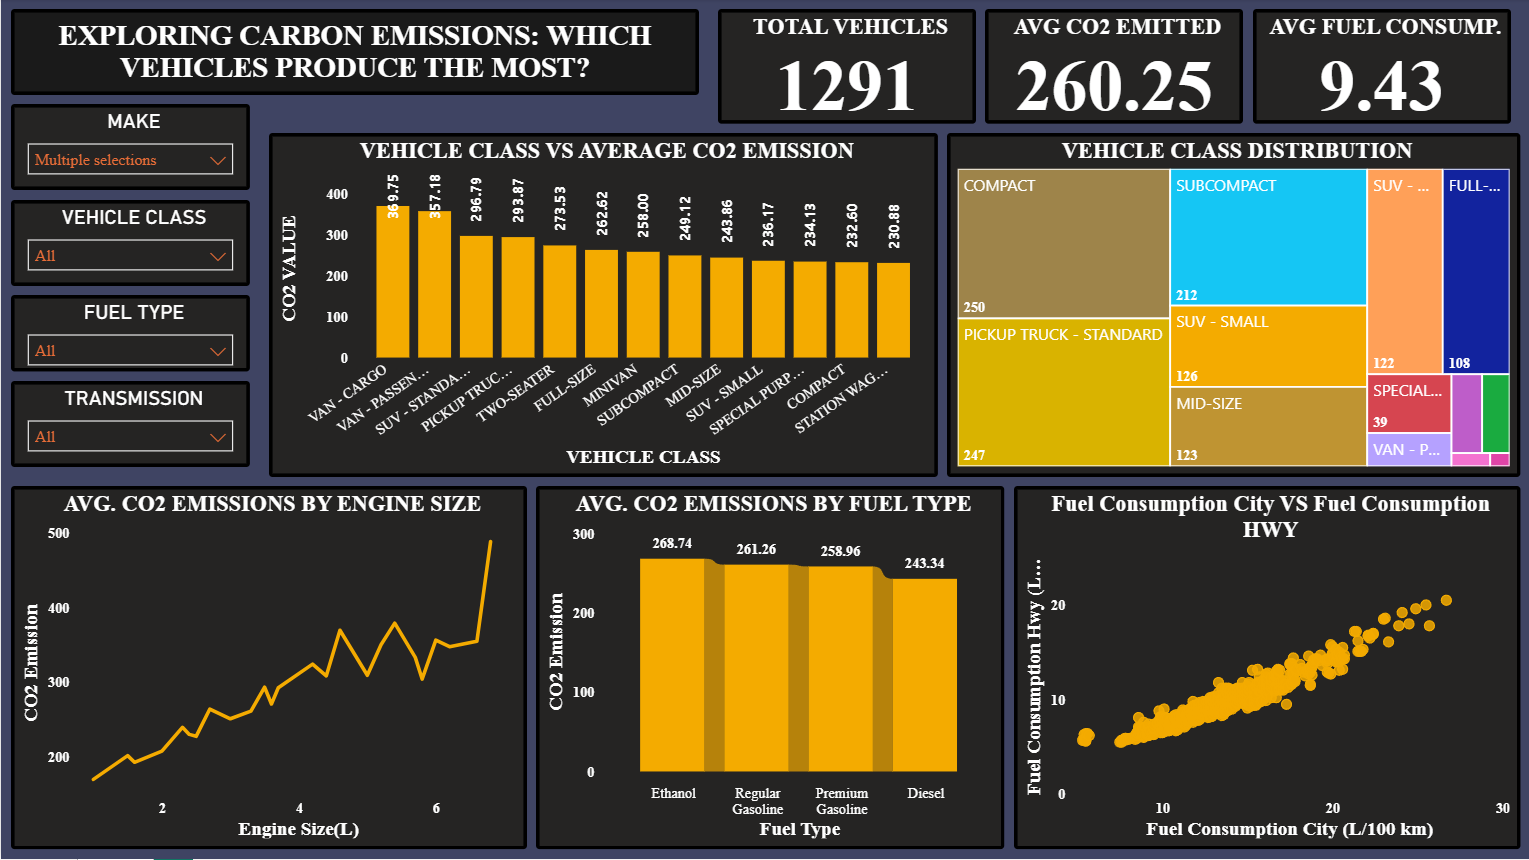 EXPLORING CARBON EMISSIONS: WHICH
VEHICLES PRODUCE THE MOST?
TOTAL VEHICLES
1291
AVG CO2 EMITTED
260.25
AVG FUEL CONSUMP.
9.43
MAKE
Multiple selections
VEHICLE CLASS
All
FUEL TYPE
All
TRANSMISSION
All
VEHICLE CLASS VS AVERAGE CO2 EMISSION
CO2 VALUE
400
300
200
100
0
369.75
357.18
296.79
293.87
273.53
262.62
258.00
249.12
243.86
236.17
234.13
232.60
230.88
VAN - CARGO
VAN - PASSEN...
SUV - STANDA...
PICKUP TRUC...
TWO-SEATER
FULL-SIZE
MINIVAN
SUBCOMPACT
MID-SIZE
SUV - SMALL
SPECIAL PURP...
COMPACT
STATION WAG...
VEHICLE CLASS
VEHICLE CLASS DISTRIBUTION
COMPACT
250
PICKUP TRUCK - STANDARD
247
SUBCOMPACT
212
SUV - SMALL
126
MID-SIZE
123
SUV - ...
122
FULL-...
108
SPECIAL...
39
VAN - P...
AVG. CO2 EMISSIONS BY ENGINE SIZE
CO2 Emission
500
400
300
200
2
4
6
Engine Size(L)
AVG. CO2 EMISSIONS BY FUEL TYPE
CO2 Emission
300
200
100
0
268.74
261.26
258.96
243.34
Ethanol
Regular
Gasoline
Premium
Gasoline
Diesel
Fuel Type
Fuel Consumption City VS Fuel Consumption
HWY
Fuel Consumption Hwy (L...
20
10
0
10
20
30
Fuel Consumption City (L/100 km)